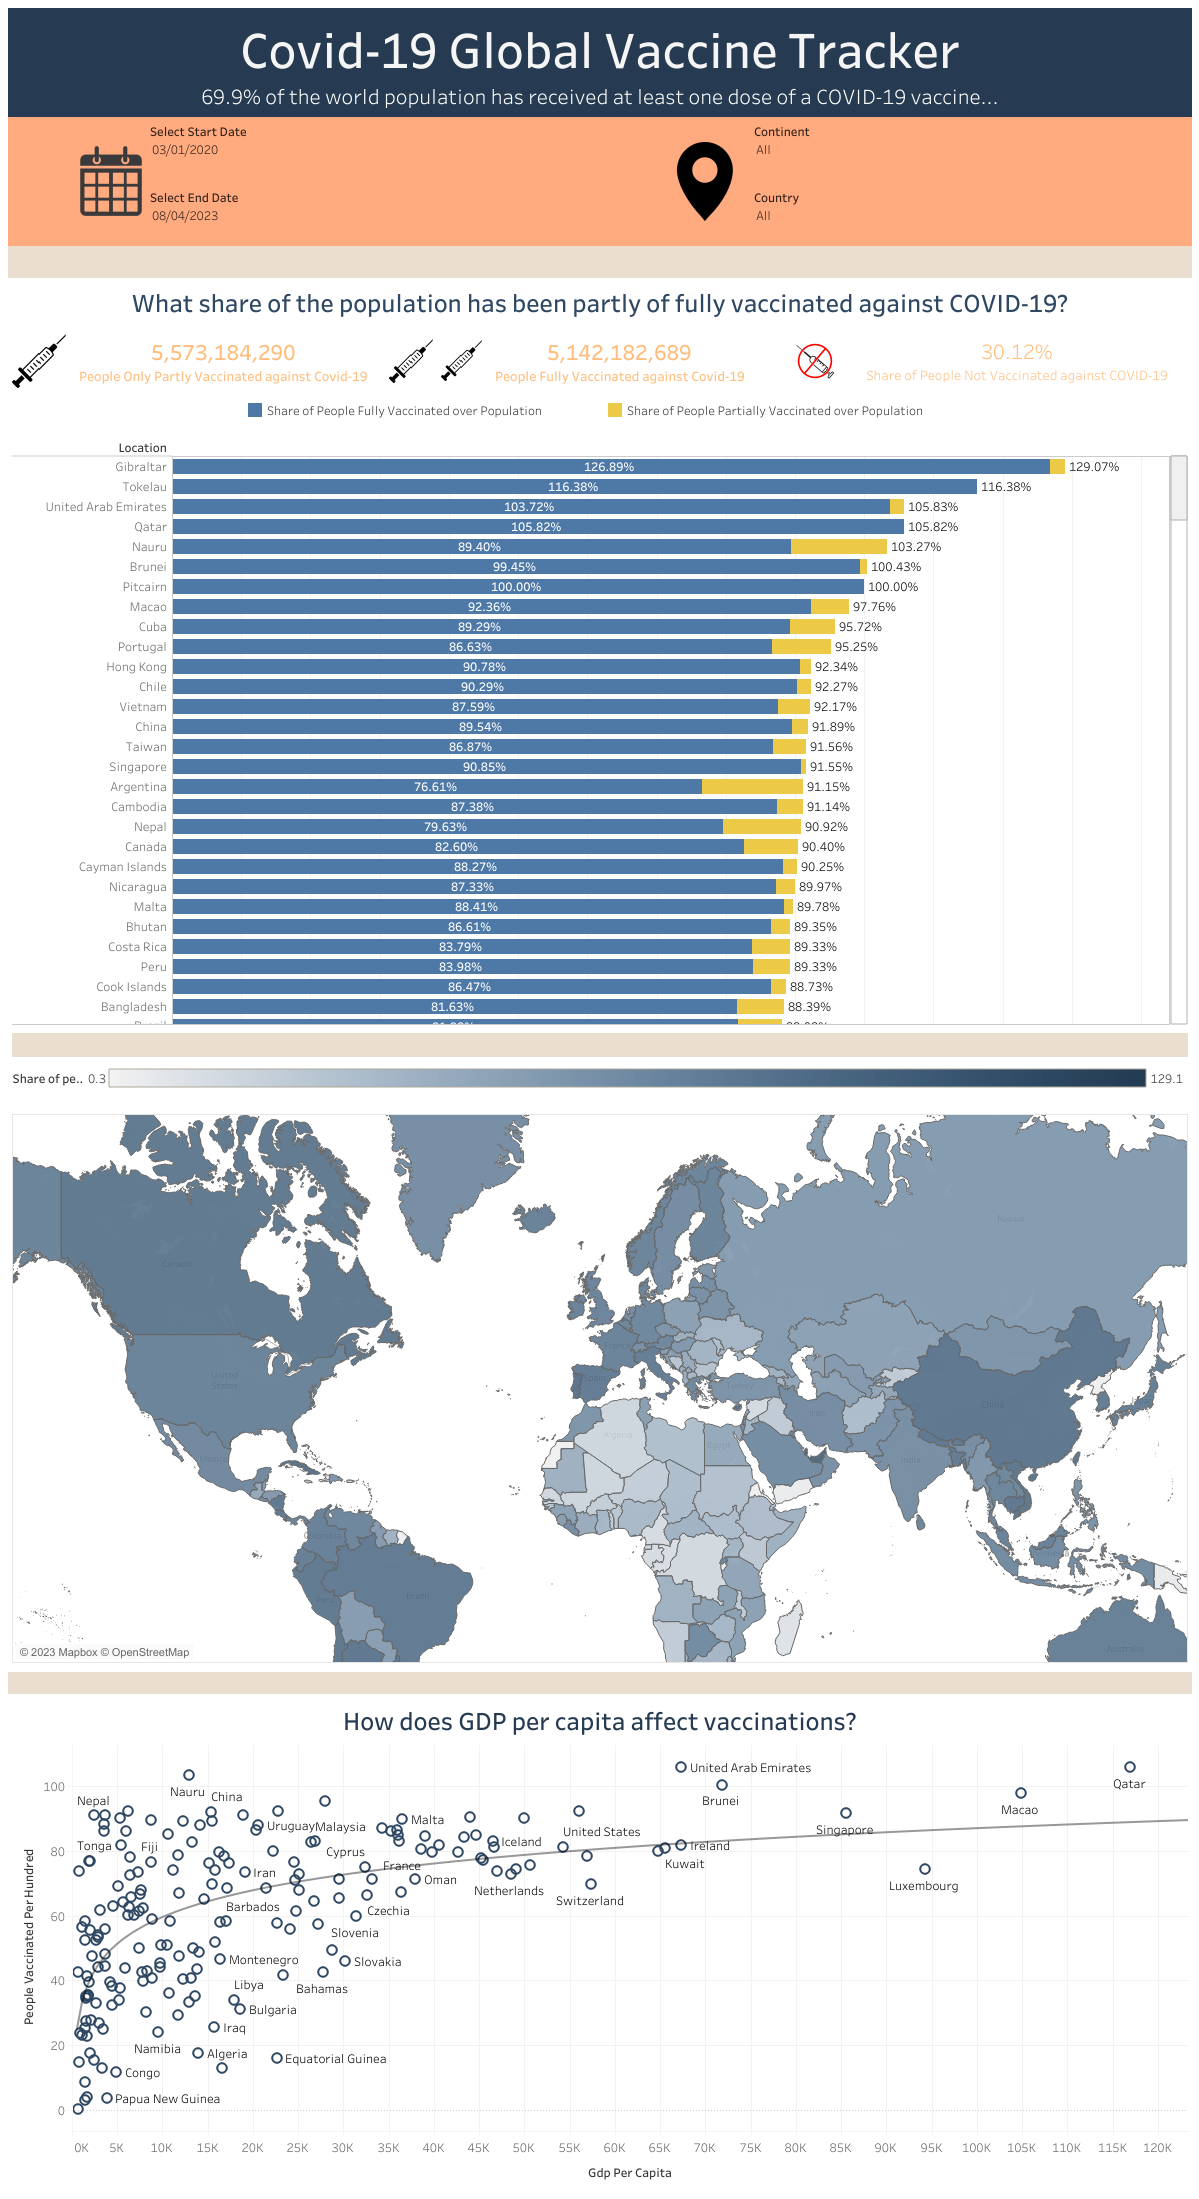 Covid-19 Global Vaccine Tracker
69.9% of the world population has received at least one dose of a COVID-19 vaccine...
Select Start Date
03/01/2020
Select End Date
08/04/2023
Continent
All
Country
All
What share of the population has been partly of fully vaccinated against COVID-19?
5,573,184,290
People Only Partly Vaccinated against Covid-19
5,142,182,689
People Fully Vaccinated against Covid-19
30.12%
Share of People Not Vaccinated against COVID-19
Share of People Fully Vaccinated over Population
Share of People Partially Vaccinated over Population
Location
Gibraltar 126.89% 129.07%
Tokelau 116.38% 116.38%
United Arab Emirates 103.72% 105.83%
Qatar 105.82% 105.82%
Nauru 89.40% 103.27%
Brunei 99.45% 100.43%
Pitcairn 100.00% 100.00%
Macao 92.36% 97.76%
Cuba 89.29% 95.72%
Portugal 86.63% 95.25%
Hong Kong 90.78% 92.34%
Chile 90.29% 92.27%
Vietnam 87.59% 92.17%
China 89.54% 91.89%
Taiwan 86.87% 91.56%
Singapore 90.85% 91.55%
Argentina 76.61% 91.15%
Cambodia 87.38% 91.14%
Nepal 79.63% 90.92%
Canada 82.60% 90.40%
Cayman Islands 88.27% 90.25%
Nicaragua 87.33% 89.97%
Malta 88.41% 89.78%
Bhutan 86.61% 89.35%
Costa Rica 83.79% 89.33%
Peru 83.98% 89.33%
Cook Islands 86.47% 88.73%
Bangladesh 81.63% 88.39%
Share of pe.. 0.3 129.1
Russia
Canada
France
United
States
Spain
Turkey
China
Iran
Algeria
Egypt
Mexico
India
Colombia
Brasil
Peru
Australia
© 2023 Mapbox © OpenStreetMap
How does GDP per capita affect vaccinations?
People Vaccinated Per Hundred
100
80
60
40
20
0
United Arab Emirates
Qatar
Nauru
China
Nepal
Brunei
Macao
Uruguay
Malaysia
Malta
Singapore
United States
Tonga
Fiji
Iceland
Ireland
Cyprus
France
Kuwait
Iran
Oman
Luxembourg
Netherlands
Switzerland
Barbados
Czechia
Slovenia
Montenegro
Slovakia
Libya
Bahamas
Bulgaria
Iraq
Namibia
Algeria
Equatorial Guinea
Congo
Papua New Guinea
0K 5K 10K 15K 20K 25K 30K 35K 40K 45K 50K 55K 60K 65K 70K 75K 80K 85K 90K 95K 100K 105K 110K 115K 120K
Gdp Per Capita